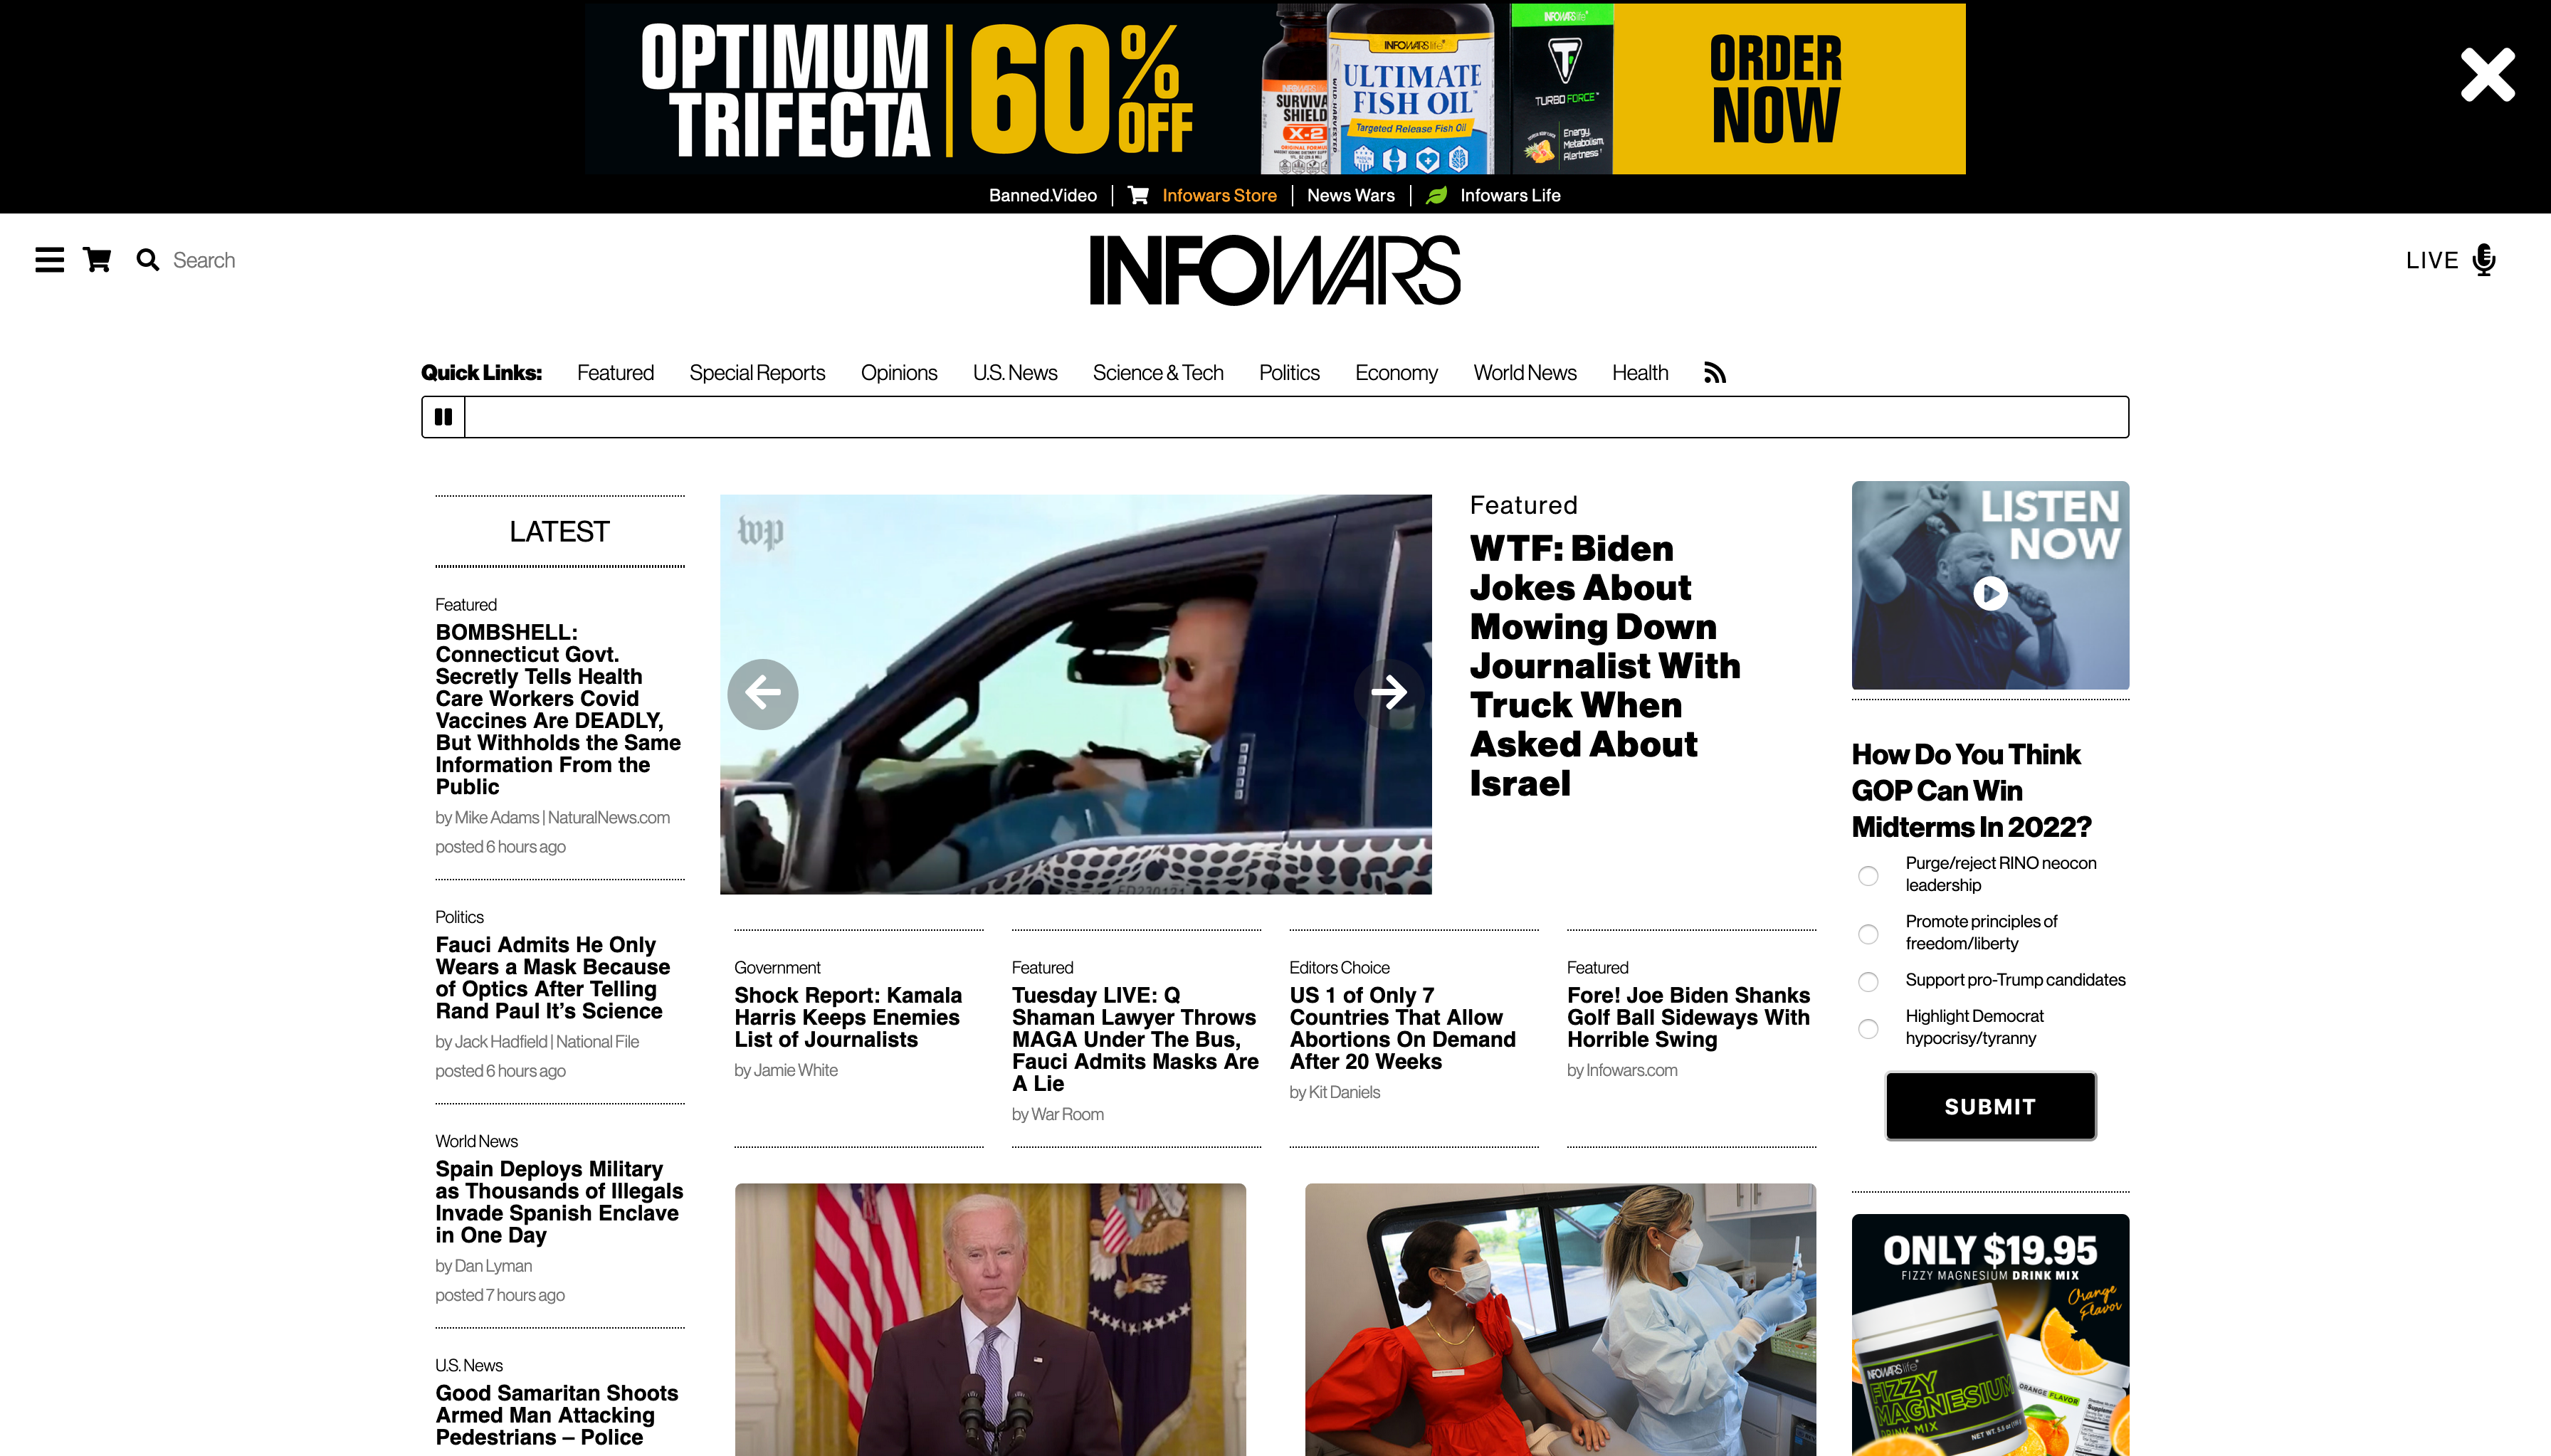 OPTIMUM
TRIFECTA
60% OFF
INFOWARSlife
SURVIVA
SHIELD
X-2
WILD-HARVESTED
INFOWARSlife
ULTIMATE
FISH OIL™
Targeted Release Fish Oil
INFOWARSlife
TURBO FORCE
Energy,
Metabolism,
Alertness
ORDER
NOW
Banned.Video
Infowars Store
News Wars
Infowars Life
Search
INFOWARS
LIVE
Quick Links: Featured Special Reports Opinions U.S. News Science & Tech Politics Economy World News Health
LATEST
Featured
BOMBSHELL:
Connecticut Govt.
Secretly Tells Health
Care Workers Covid
Vaccines Are DEADLY,
But Withholds the Same
Information From the
Public
by Mike Adams | NaturalNews.com
posted 6 hours ago
Politics
Fauci Admits He Only
Wears a Mask Because
of Optics After Telling
Rand Paul It’s Science
by Jack Hadfield | National File
posted 6 hours ago
World News
Spain Deploys Military
as Thousands of Illegals
Invade Spanish Enclave
in One Day
by Dan Lyman
posted 7 hours ago
U.S. News
Good Samaritan Shoots
Armed Man Attacking
Pedestrians – Police
wp
FD230121
Featured
WTF: Biden
Jokes About
Mowing Down
Journalist With
Truck When
Asked About
Israel
Government
Shock Report: Kamala
Harris Keeps Enemies
List of Journalists
by Jamie White
Featured
Tuesday LIVE: Q
Shaman Lawyer Throws
MAGA Under The Bus,
Fauci Admits Masks Are
A Lie
by War Room
Editors Choice
US 1 of Only 7
Countries That Allow
Abortions On Demand
After 20 Weeks
by Kit Daniels
Featured
Fore! Joe Biden Shanks
Golf Ball Sideways With
Horrible Swing
by Infowars.com
LISTEN
NOW
How Do You Think
GOP Can Win
Midterms In 2022?
Purge/reject RINO neocon
leadership
Promote principles of
freedom/liberty
Support pro-Trump candidates
Highlight Democrat
hypocrisy/tyranny
SUBMIT
ONLY $19.95
FIZZY MAGNESIUM DRINK MIX
Orange
Flavor
INFOWARSlife
FIZZY
MAGNESIUM
DRINK MIX
ORANGE FLAVOR